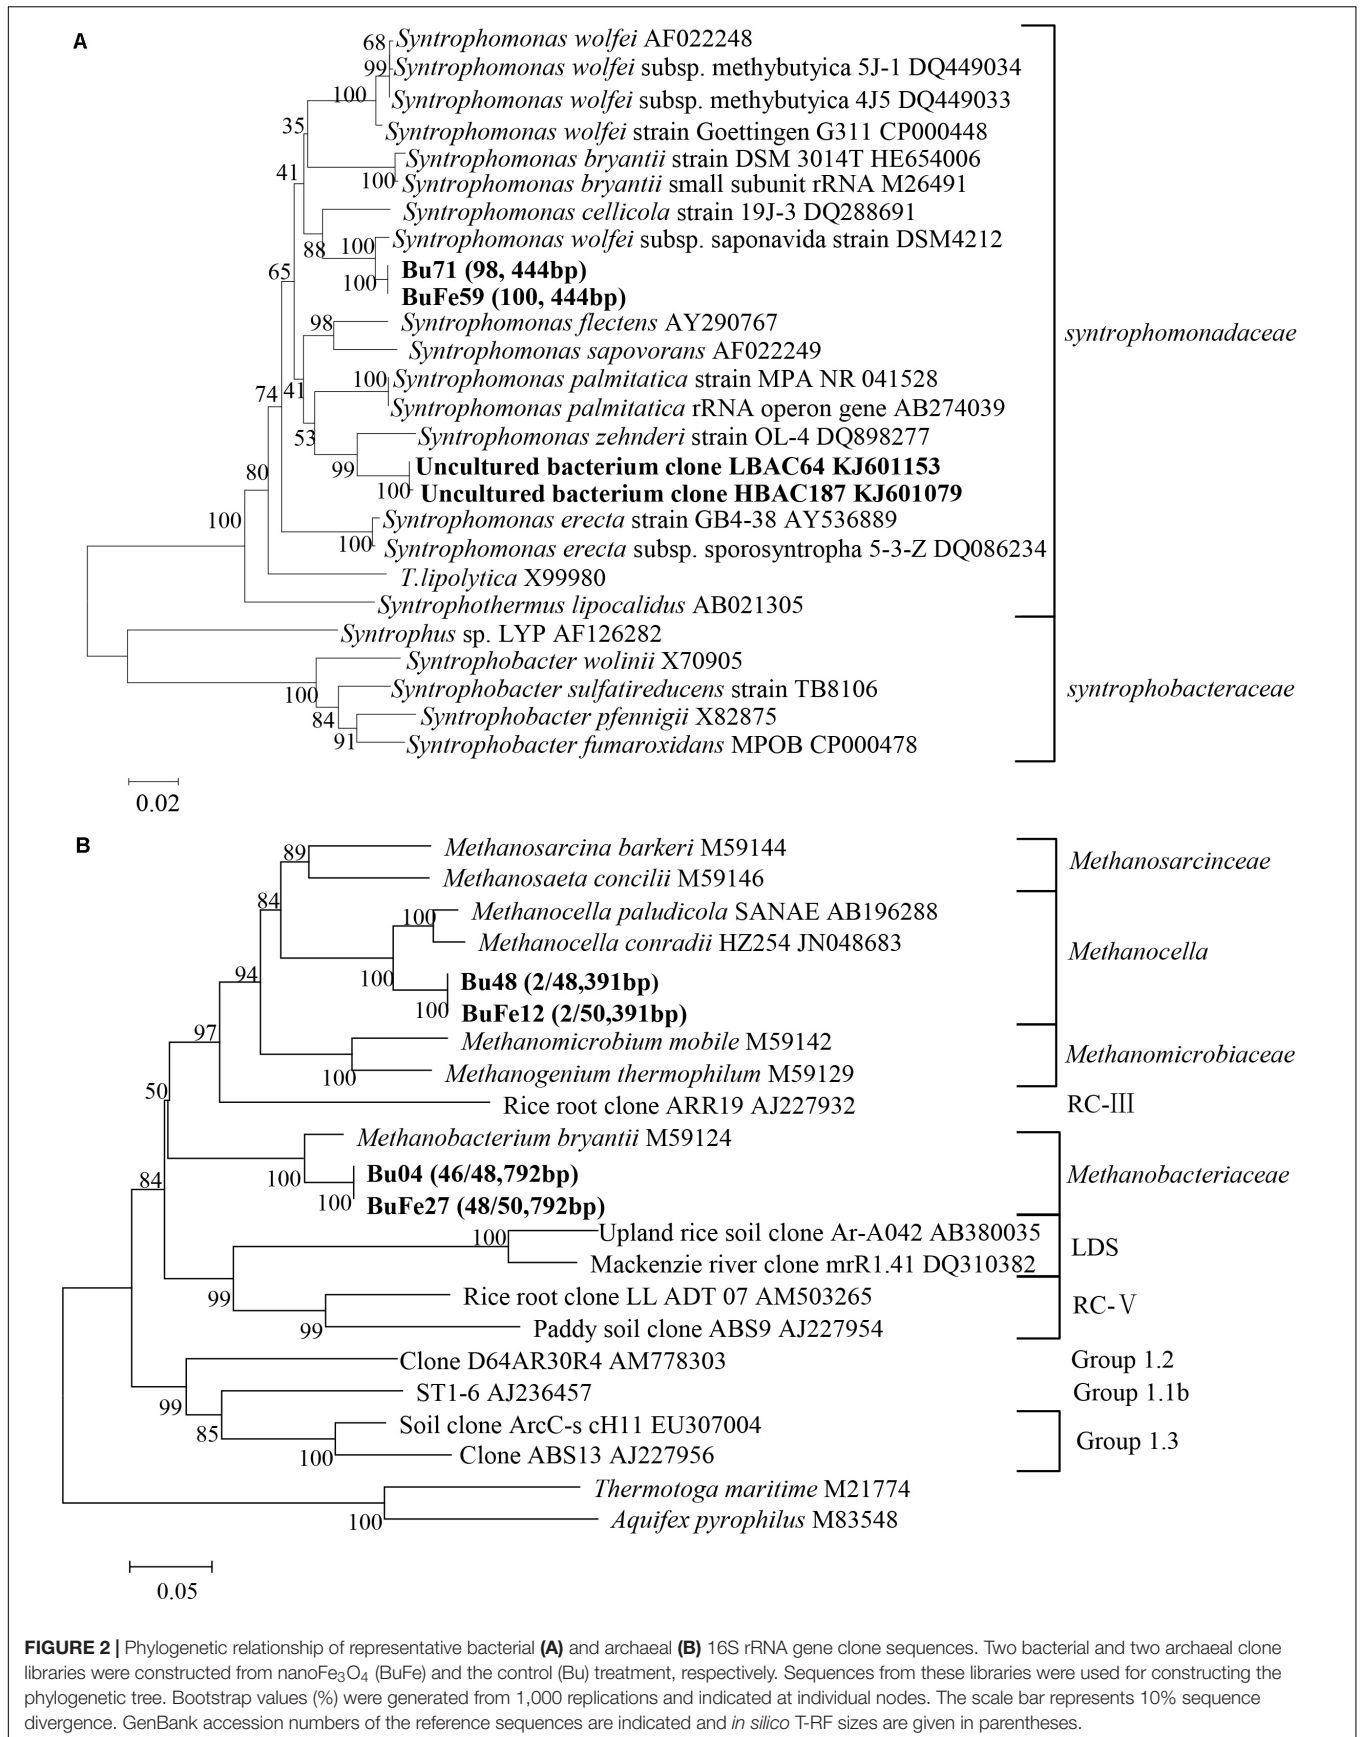 A
68 Syntrophomonas wolfei AF022248
99 Syntrophomonas wolfei subsp. methybutyica 5J-1 DQ449034
100 Syntrophomonas wolfei subsp. methybutyica 4J5 DQ449033
35 Syntrophomonas wolfei strain Goettingen G311 CP000448
Syntrophomonas bryantii strain DSM 3014T HE654006
41 100 Syntrophomonas bryantii small subunit rRNA M26491
Syntrophomonas cellicola strain 19J-3 DQ288691
88 100 Syntrophomonas wolfei subsp. saponavida strain DSM4212
65 100 Bu71 (98, 444bp)
BuFe59 (100, 444bp)
98 Syntrophomonas flectens AY290767
syntrophomonadaceae
Syntrophomonas sapovorans AF022249
74 41 100 Syntrophomonas palmitatica strain MPA NR 041528
Syntrophomonas palmitatica rRNA operon gene AB274039
53 Syntrophomonas zehnderi strain OL-4 DQ898277
80 99 Uncultured bacterium clone LBAC64 KJ601153
100 Uncultured bacterium clone HBAC187 KJ601079
100 Syntrophomonas erecta strain GB4-38 AY536889
100 Syntrophomonas erecta subsp. sporosyntropha 5-3-Z DQ086234
T.lipolytica X99980
Syntrophothermus lipocalidus AB021305
Syntrophus sp. LYP AF126282
Syntrophobacter wolinii X70905
100 Syntrophobacter sulfatireducens strain TB8106
syntrophobacteraceae
84 Syntrophobacter pfennigii X82875
91 Syntrophobacter fumaroxidans MPOB CP000478
0.02
B
89 Methanosarcina barkeri M59144
Methanosarcinceae
Methanosaeta concilii M59146
84 100 Methanocella paludicola SANAE AB196288
Methanocella conradii HZ254 JN048683
Methanocella
94 100 Bu48 (2/48,391bp)
100 BuFe12 (2/50,391bp)
97 Methanomicrobium mobile M59142
Methanomicrobiaceae
100 Methanogenium thermophilum M59129
50 Rice root clone ARR19 AJ227932 RC-Ⅲ
Methanobacterium bryantii M59124
84 100 Bu04 (46/48,792bp)
Methanobacteriaceae
100 BuFe27 (48/50,792bp)
100 Upland rice soil clone Ar-A042 AB380035
LDS
Mackenzie river clone mrR1.41 DQ310382
99 Rice root clone LL ADT 07 AM503265
RC-Ⅴ
99 Paddy soil clone ABS9 AJ227954
Clone D64AR30R4 AM778303 Group 1.2
99 ST1-6 AJ236457 Group 1.1b
85 Soil clone ArcC-s cH11 EU307004
Group 1.3
100 Clone ABS13 AJ227956
Thermotoga maritime M21774
100 Aquifex pyrophilus M83548
0.05
FIGURE 2 | Phylogenetic relationship of representative bacterial (A) and archaeal (B) 16S rRNA gene clone sequences. Two bacterial and two archaeal clone
libraries were constructed from nanoFe₃O₄ (BuFe) and the control (Bu) treatment, respectively. Sequences from these libraries were used for constructing the
phylogenetic tree. Bootstrap values (%) were generated from 1,000 replications and indicated at individual nodes. The scale bar represents 10% sequence
divergence. GenBank accession numbers of the reference sequences are indicated and in silico T-RF sizes are given in parentheses.